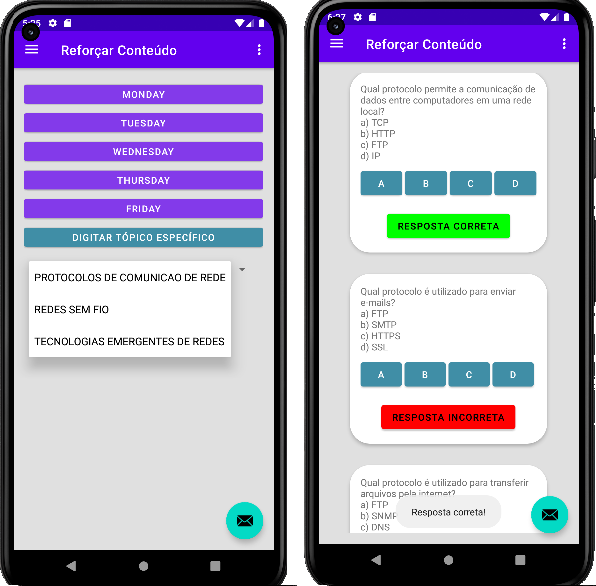 5:25
Reforçar Conteúdo
MONDAY
TUESDAY
WEDNESDAY
THURSDAY
FRIDAY
DIGITAR TÓPICO ESPECÍFICO
PROTOCOLOS DE COMUNICAO DE REDE
REDES SEM FIO
TECNOLOGIAS EMERGENTES DE REDES
Reforçar Conteúdo
Qual protocolo permite a comunicação de
dados entre computadores em uma rede
local?
a) TCP
b) HTTP
c) FTP
d) IP
A B C D
RESPOSTA CORRETA
Qual protocolo é utilizado para enviar
e-mails?
a) FTP
b) SMTP
c) HTTPS
d) SSL
A B C D
RESPOSTA INCORRETA
Qual protocolo é utilizado para transferir
arquivos pela internet?
a) FTP
b) SNMP
c) DNS
Resposta correta!